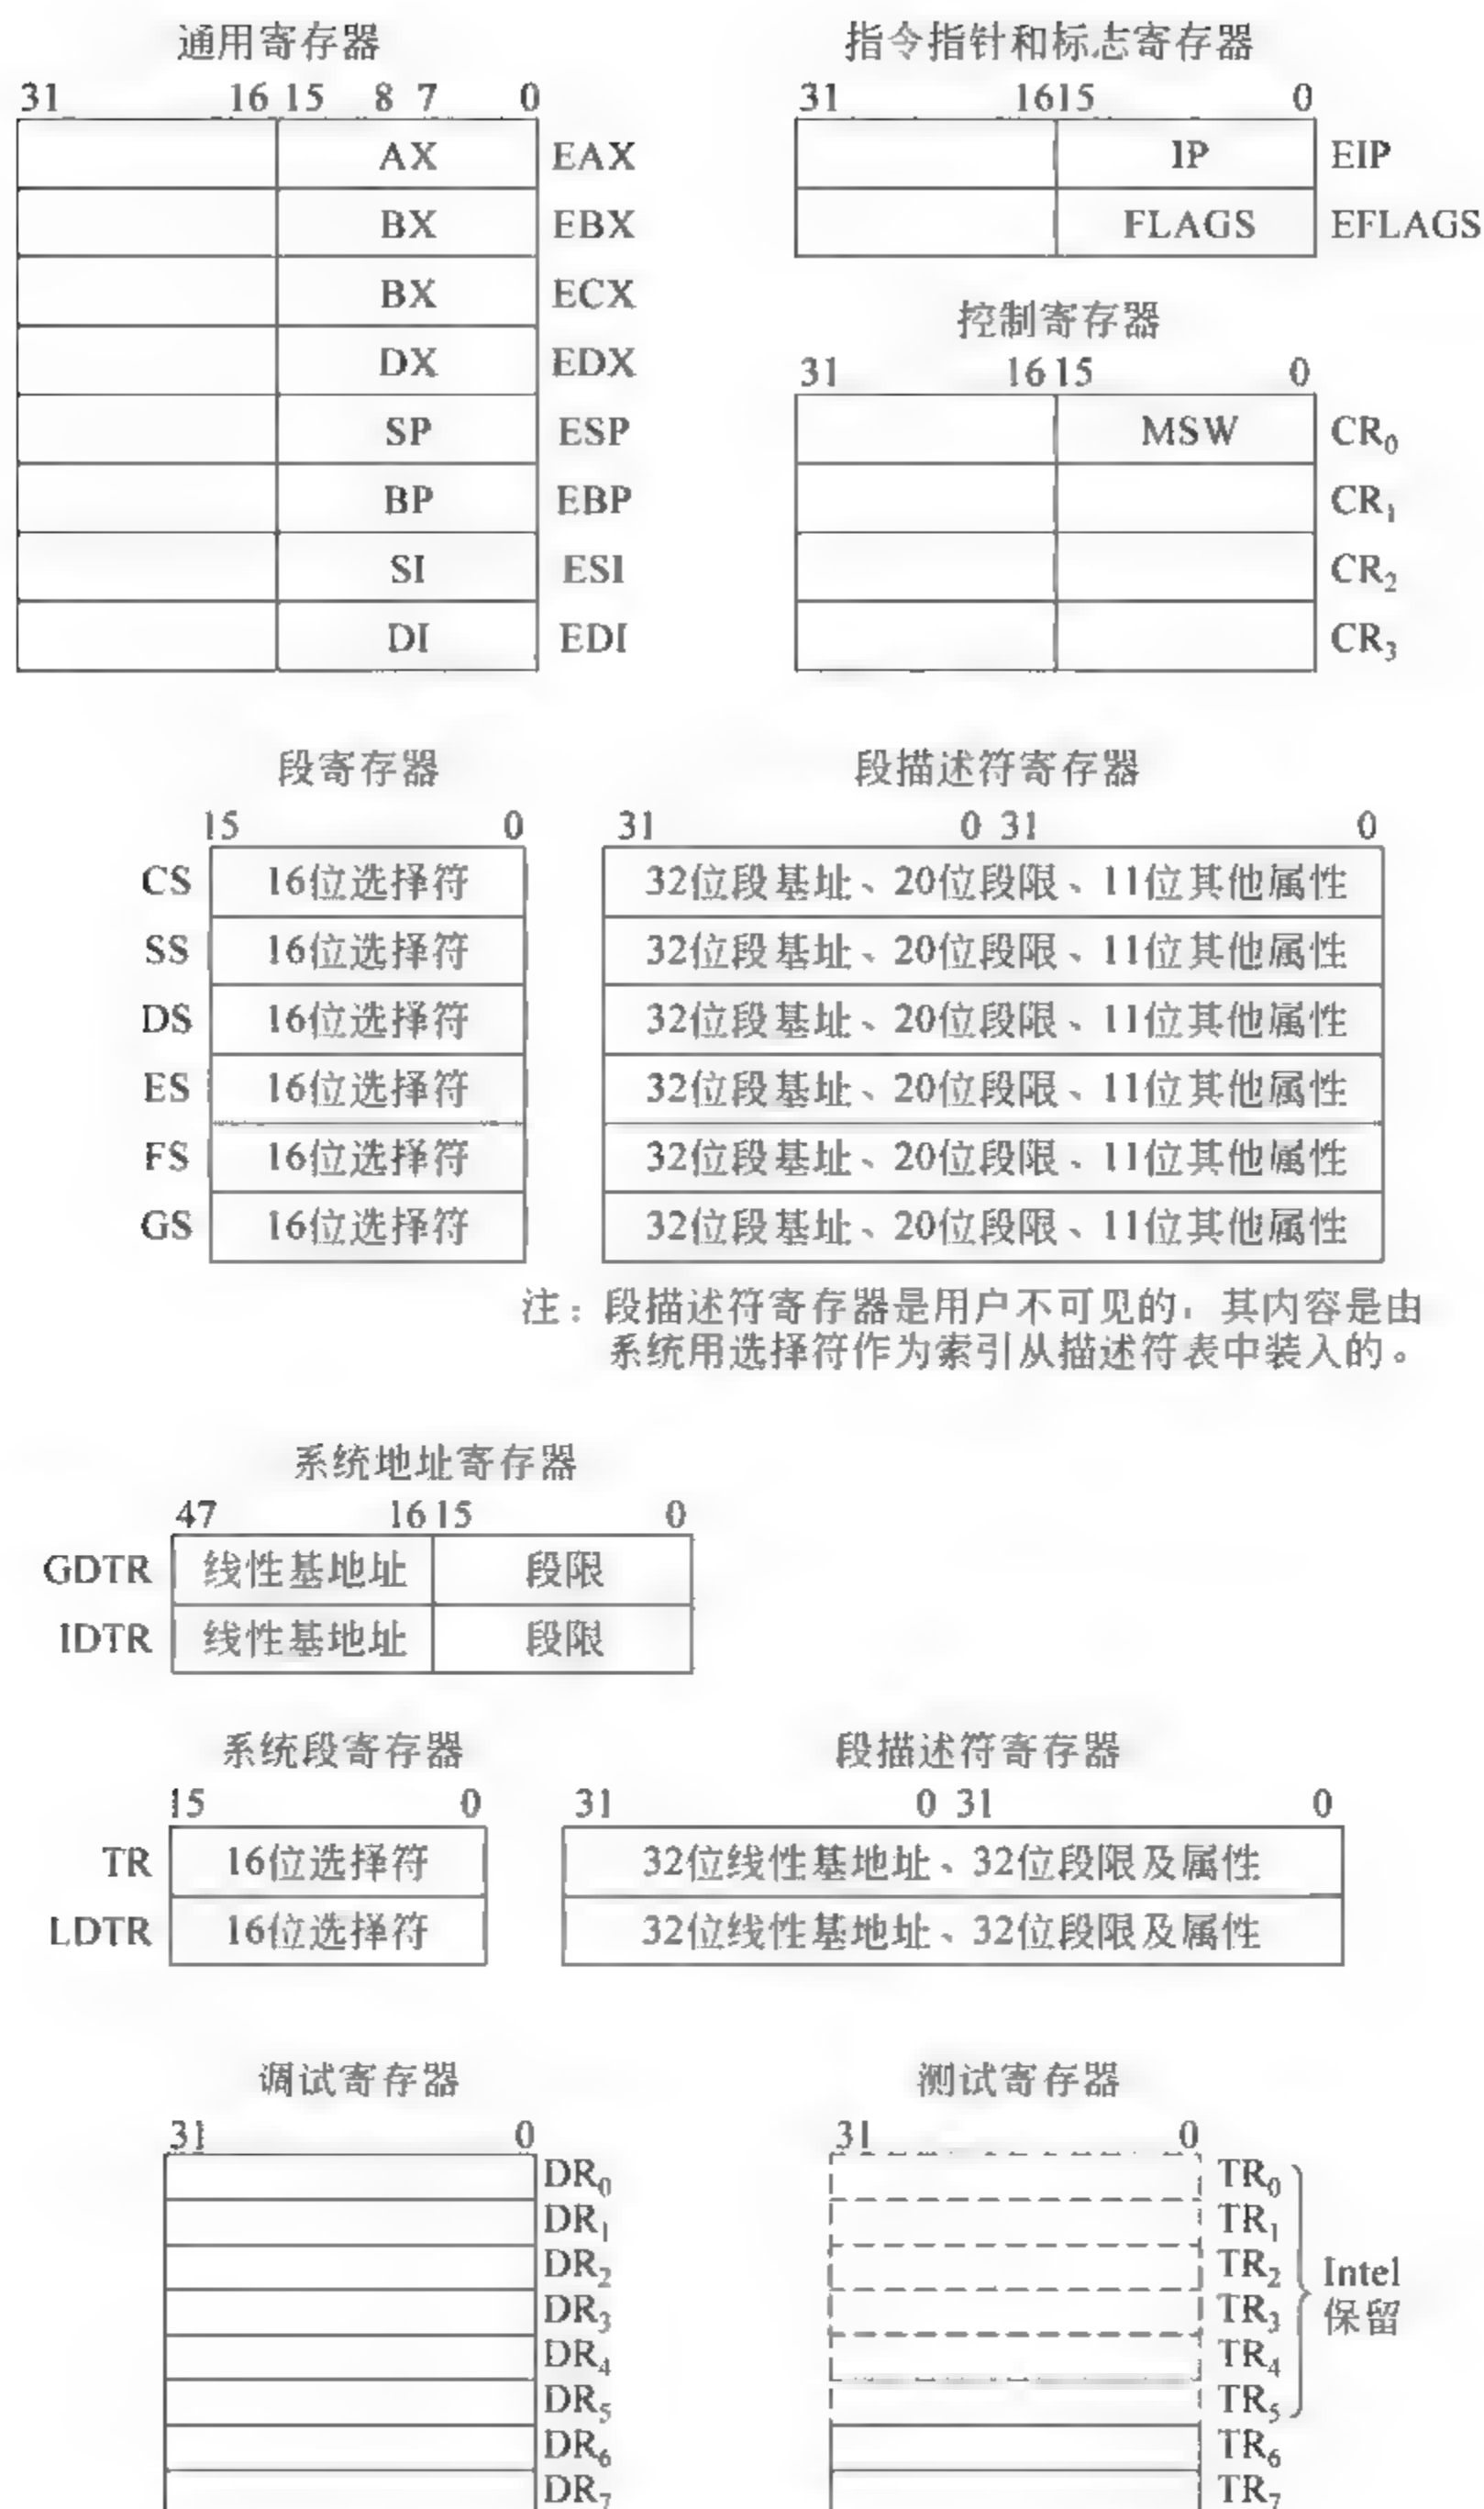 通用寄存器
31 16 15 8 7 0
AX EAX
BX EBX
BX ECX
DX EDX
SP ESP
BP EBP
SI ESI
DI EDI
指令指针和标志寄存器
31 1615 0
IP EIP
FLAGS EFLAGS
控制寄存器
31 16 15 0
MSW CR₀
CR₁
CR₂
CR₃
段寄存器 段描述符寄存器
15 0 31 0 31 0
CS 16位选择符 32位段基址、20位段限、11位其他属性
SS 16位选择符 32位段基址、20位段限、11位其他属性
DS 16位选择符 32位段基址、20位段限、11位其他属性
ES 16位选择符 32位段基址、20位段限、11位其他属性
FS 16位选择符 32位段基址、20位段限、11位其他属性
GS 16位选择符 32位段基址、20位段限、11位其他属性
注：段描述符寄存器是用户不可见的，其内容是由
系统用选择符作为索引从描述符表中装入的。
系统地址寄存器
47 16 15 0
GDTR 线性基地址 段限
IDTR 线性基地址 段限
系统段寄存器 段描述符寄存器
15 0 31 0 31 0
TR 16位选择符 32位线性基地址、32位段限及属性
LDTR 16位选择符 32位线性基地址、32位段限及属性
调试寄存器
31 0
DR₀
DR₁
DR₂
DR₃
DR₄
DR₅
DR₆
DR₇
测试寄存器
31 0
TR₀
TR₁
TR₂
TR₃
TR₄
TR₅
TR₆
TR₇
Intel
保留